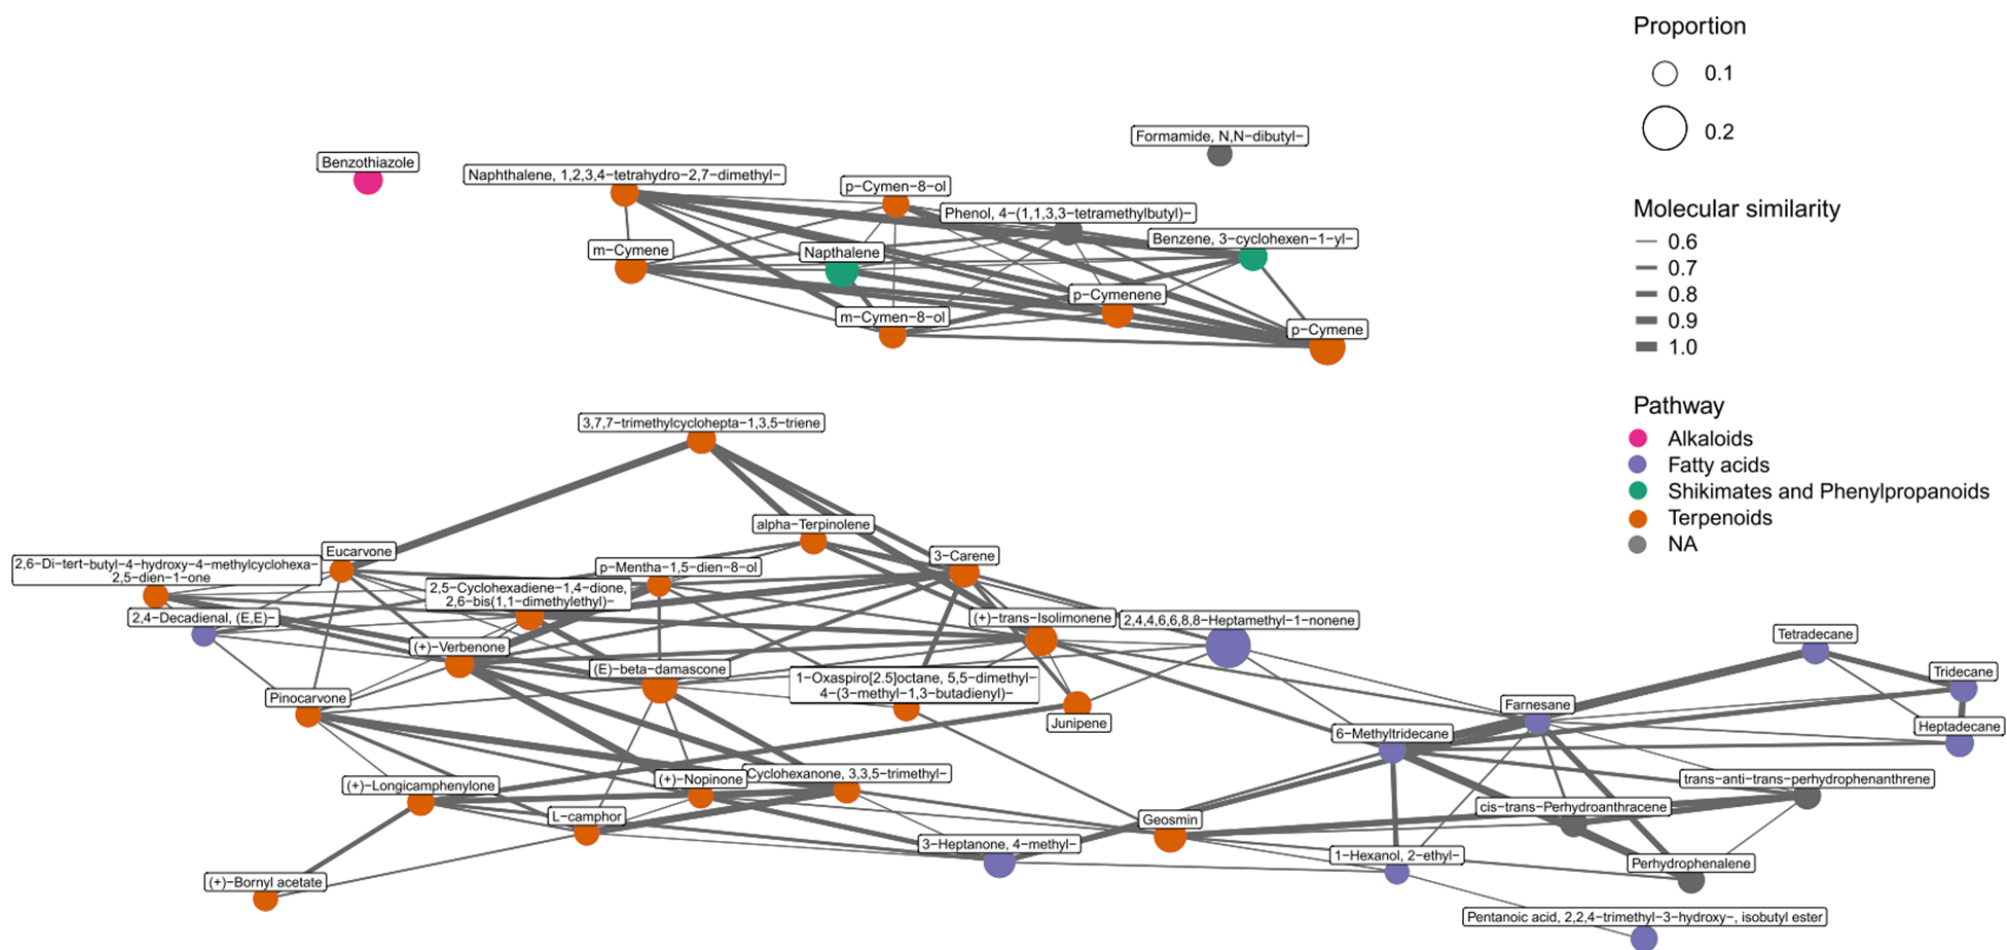 Proportion
0.1
0.2
Molecular similarity
0.6
0.7
0.8
0.9
1.0
Pathway
Alkaloids
Fatty acids
Shikimates and Phenylpropanoids
Terpenoids
NA
Formamide, N,N−dibutyl−
Benzothiazole
Naphthalene, 1,2,3,4−tetrahydro−2,7−dimethyl−
p−Cymen−8−ol
Phenol, 4−(1,1,3,3−tetramethylbutyl)−
Benzene, 3−cyclohexen−1−yl−
m−Cymene
Napthalene
p−Cymenene
m−Cymen−8−ol
p−Cymene
3,7,7−trimethylcyclohepta−1,3,5−triene
alpha−Terpinolene
Eucarvone
3−Carene
2,6−Di−tert−butyl−4−hydroxy−4−methylcyclohexa−
2,5−dien−1−one
p−Mentha−1,5−dien−8−ol
2,5−Cyclohexadiene−1,4−dione,
2,6−bis(1,1−dimethylethyl)−
2,4−Decadienal, (E,E)−
(+)−trans−Isolimonene
2,4,4,6,6,8,8−Heptamethyl−1−nonene
Tetradecane
(+)−Verbenone
(E)−beta−damascone
1−Oxaspiro[2.5]octane, 5,5−dimethyl−
4−(3−methyl−1,3−butadienyl)−
Tridecane
Pinocarvone
Farnesane
Junipene
Heptadecane
6−Methyltridecane
(+)−Longicamphenylone
(+)−Nopinone
Cyclohexanone, 3,3,5−trimethyl−
trans−anti−trans−perhydrophenanthrene
cis−trans−Perhydroanthracene
L−camphor
Geosmin
3−Heptanone, 4−methyl−
1−Hexanol, 2−ethyl−
Perhydrophenalene
(+)−Bornyl acetate
Pentanoic acid, 2,2,4−trimethyl−3−hydroxy−, isobutyl ester